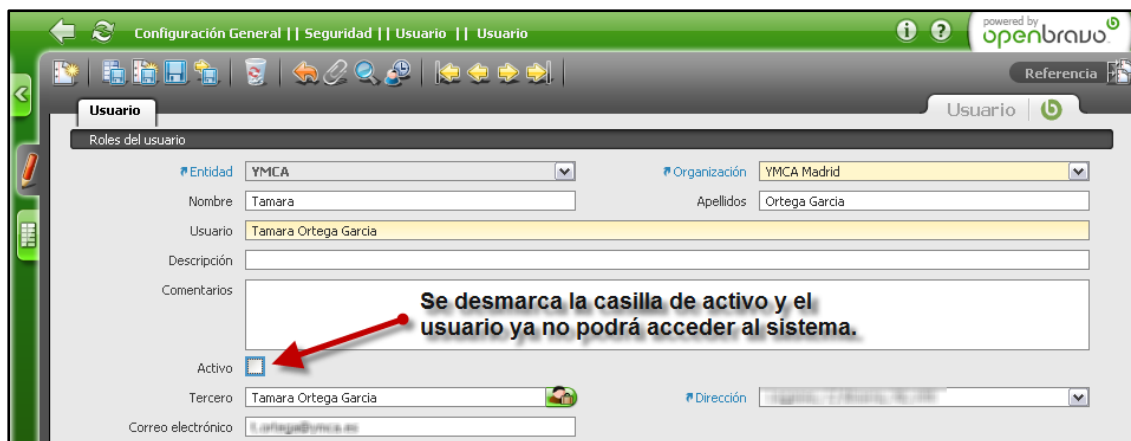 Configuración General || Seguridad || Usuario || Usuario
powered by
openbravo
Referencia
Usuario
Usuario
Roles del usuario
Entidad YMCA Organización YMCA Madrid
Nombre Tamara Apellidos Ortega Garcia
Usuario Tamara Ortega Garcia
Descripción
Comentarios
Se desmarca la casilla de activo y el
usuario ya no podrá acceder al sistema.
Activo
Tercero Tamara Ortega Garcia Dirección
Correo electrónico